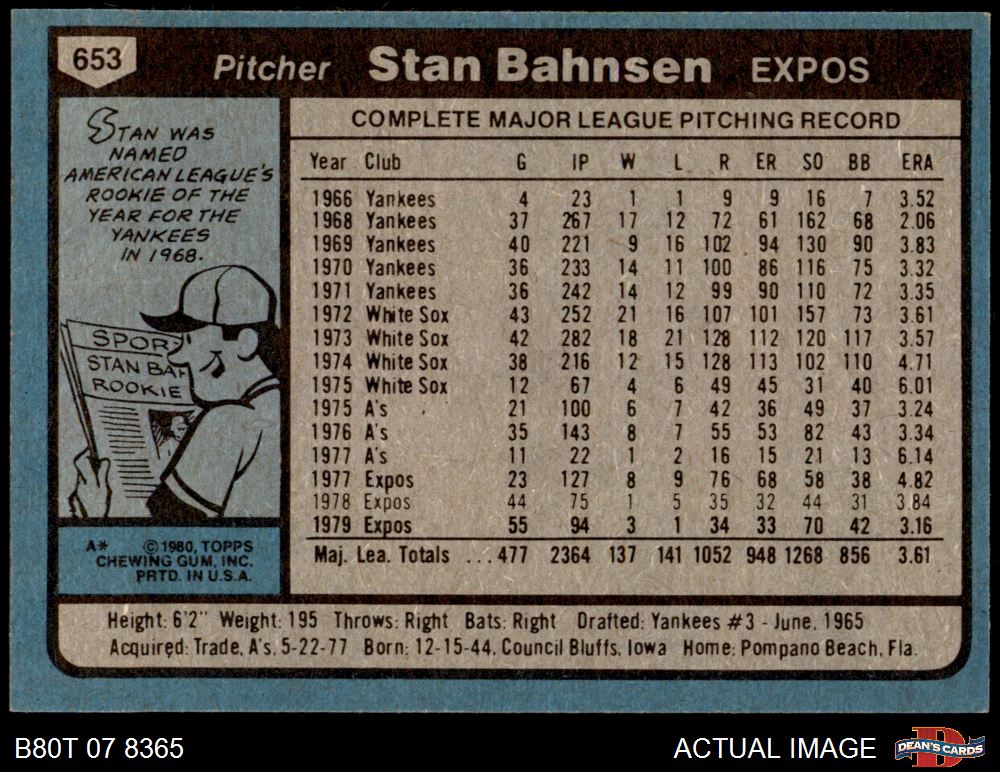 653 Pitcher Stan Bahnsen EXPOS
STAN WAS
NAMED
AMERICAN LEAGUE'S
ROOKIE OF THE
YEAR FOR THE
YANKEES
IN 1968.
SPOR
STAN BAH
ROOKIE
A* ©1980, TOPPS
CHEWING GUM, INC.
PRTD. IN U.S.A.
COMPLETE MAJOR LEAGUE PITCHING RECORD
Year Club G IP W L R ER SO BB ERA
1966 Yankees 4 23 1 1 9 9 16 7 3.52
1968 Yankees 37 267 17 12 72 61 162 68 2.06
1969 Yankees 40 221 9 16 102 94 130 90 3.83
1970 Yankees 36 233 14 11 100 86 116 75 3.32
1971 Yankees 36 242 14 12 99 90 110 72 3.35
1972 White Sox 43 252 21 16 107 101 157 73 3.61
1973 White Sox 42 282 18 21 128 112 120 117 3.57
1974 White Sox 38 216 12 15 128 113 102 110 4.71
1975 White Sox 12 67 4 6 49 45 31 40 6.01
1975 A's 21 100 6 7 42 36 49 37 3.24
1976 A's 35 143 8 7 55 53 82 43 3.34
1977 A's 11 22 1 2 16 15 21 13 6.14
1977 Expos 23 127 8 9 76 68 58 38 4.82
1978 Expos 44 75 1 5 35 32 44 31 3.84
1979 Expos 55 94 3 1 34 33 70 42 3.16
Maj. Lea. Totals ...477 2364 137 141 1052 948 1268 856 3.61
Height: 6'2" Weight: 195 Throws: Right Bats: Right Drafted: Yankees #3 - June, 1965
Acquired: Trade, A's, 5-22-77 Born: 12-15-44, Council Bluffs, Iowa Home: Pompano Beach, Fla.
B80T 07 8365 ACTUAL IMAGE DEAN'S CARDS